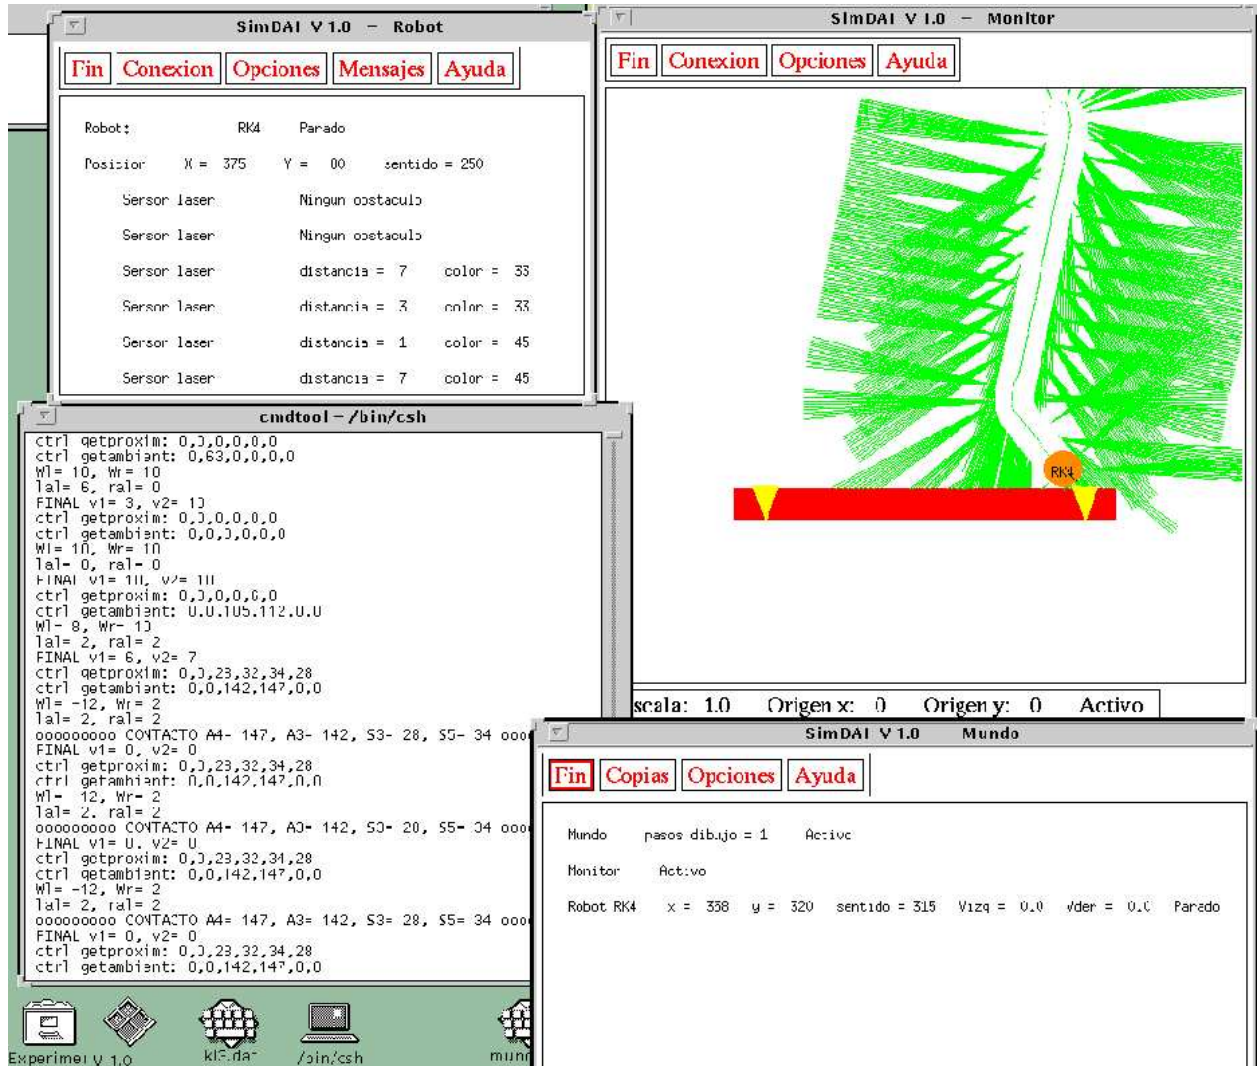 SimDAI V 1.0 - Robot
Fin Conexion Opciones Mensajes Ayuda
Robot: RK4 Parado
Posicior X = 375 Y = 00 sentido = 250
Sersor laser Ningun obstaculo
Sersor laser Ningun obstaculo
Sersor laser distancia = 7 color = 33
Sersor laser distancia = 3 color = 33
Sersor laser distancia = 1 color = 45
Sersor laser distancia = 7 color = 45
SimDAI V 1.0 - Monitor
Fin Conexion Opciones Ayuda
RK4
scala: 1.0 Origen x: 0 Origen y: 0 Activo
cmdtool - /bin/csh
ctrl getproxim: 0,0,0,0,0,0
ctrl getambient: 0,63,0,0,0,0
Wl= 10, Wr= 10
lal= 6, ral= 0
FINAL v1= 3, v2= 10
ctrl getproxim: 0,0,0,0,0,0
ctrl getambient: 0,0,0,0,0,0
Wl= 10, Wr= 10
lal= 0, ral= 0
FINAL v1= 10, v2= 10
ctrl getproxim: 0,0,0,0,0,0
ctrl getambient: 0,0,105,112,0,0
Wl= 8, Wr= 10
lal= 2, ral= 2
FINAL v1= 6, v2= 7
ctrl getproxim: 0,0,23,32,34,28
ctrl getambient: 0,0,142,147,0,0
Wl= -12, Wr= 2
lal= 2, ral= 2
oooooooooo CONTACTO A4= 147, A3= 142, S3= 28, S5= 34 oooo
FINAL v1= 0, v2= 0
ctrl getproxim: 0,0,23,32,34,28
ctrl getambient: 0,0,142,147,0,0
Wl= 12, Wr= 2
lal= 2, ral= 2
oooooooooo CONTACTO A4= 147, A3= 142, S3= 28, S5= 34 oooo
FINAL v1= 0, v2= 0
ctrl getproxim: 0,0,23,32,34,28
ctrl getambient: 0,0,142,147,0,0
Wl= -12, Wr= 2
lal= 2, ral= 2
oooooooooo CONTACTO A4= 147, A3= 142, S3= 28, S5= 34 oooo
FINAL v1= 0, v2= 0
ctrl getproxim: 0,0,23,32,34,28
ctrl getambient: 0,0,142,147,0,0
SimDAI V 1.0 Mundo
Fin Copias Opciones Ayuda
Mundo pasos dibujo = 1 Activo
Monitor Activo
Robot RK4 x = 338 y = 320 sentido = 315 Vizq = 0.0 Vder = 0.0 Parado
Experimer V 1.0 /bin/csh